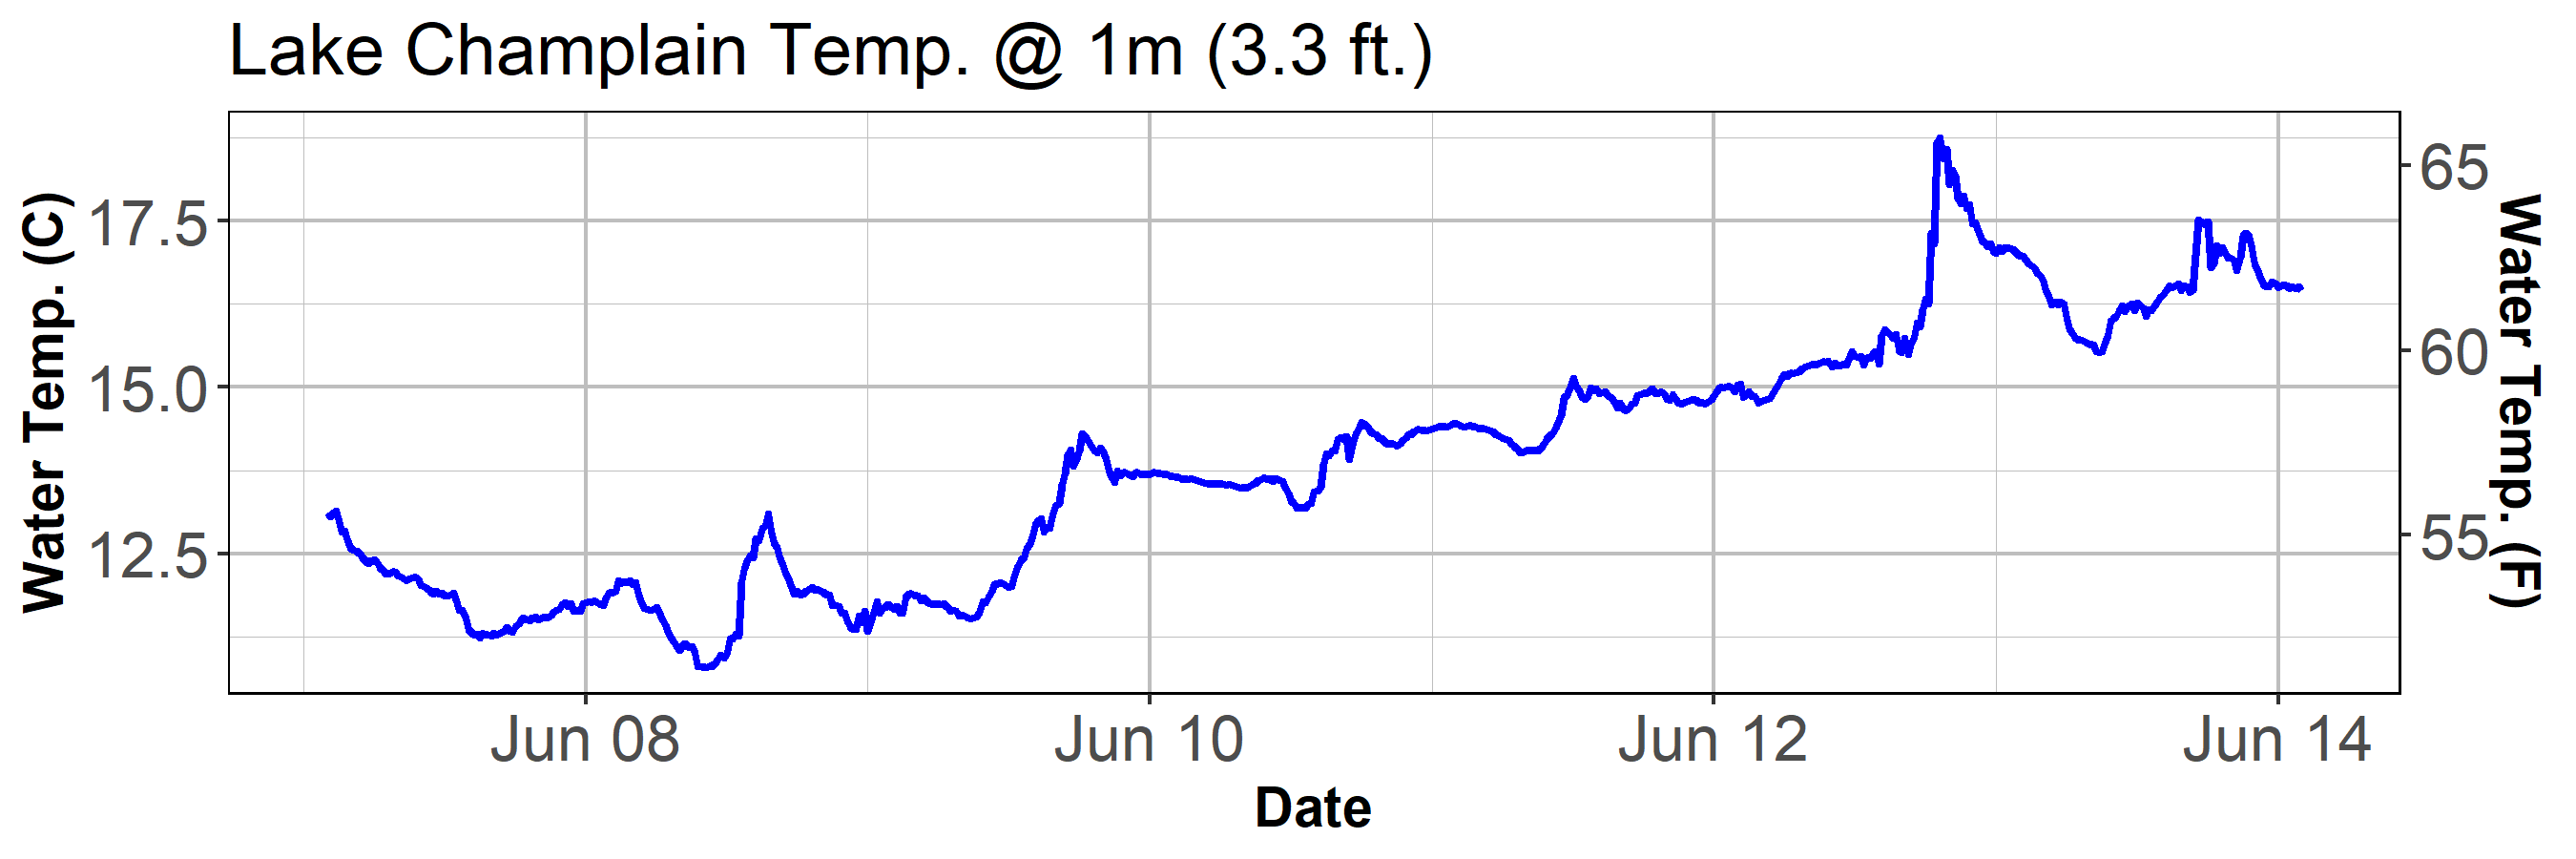 Lake Champlain Temp. @ 1m (3.3 ft.)
Water Temp. (C)
17.5
15.0
12.5
65
60
55
Water Temp. (F)
Jun 08
Jun 10
Jun 12
Jun 14
Date